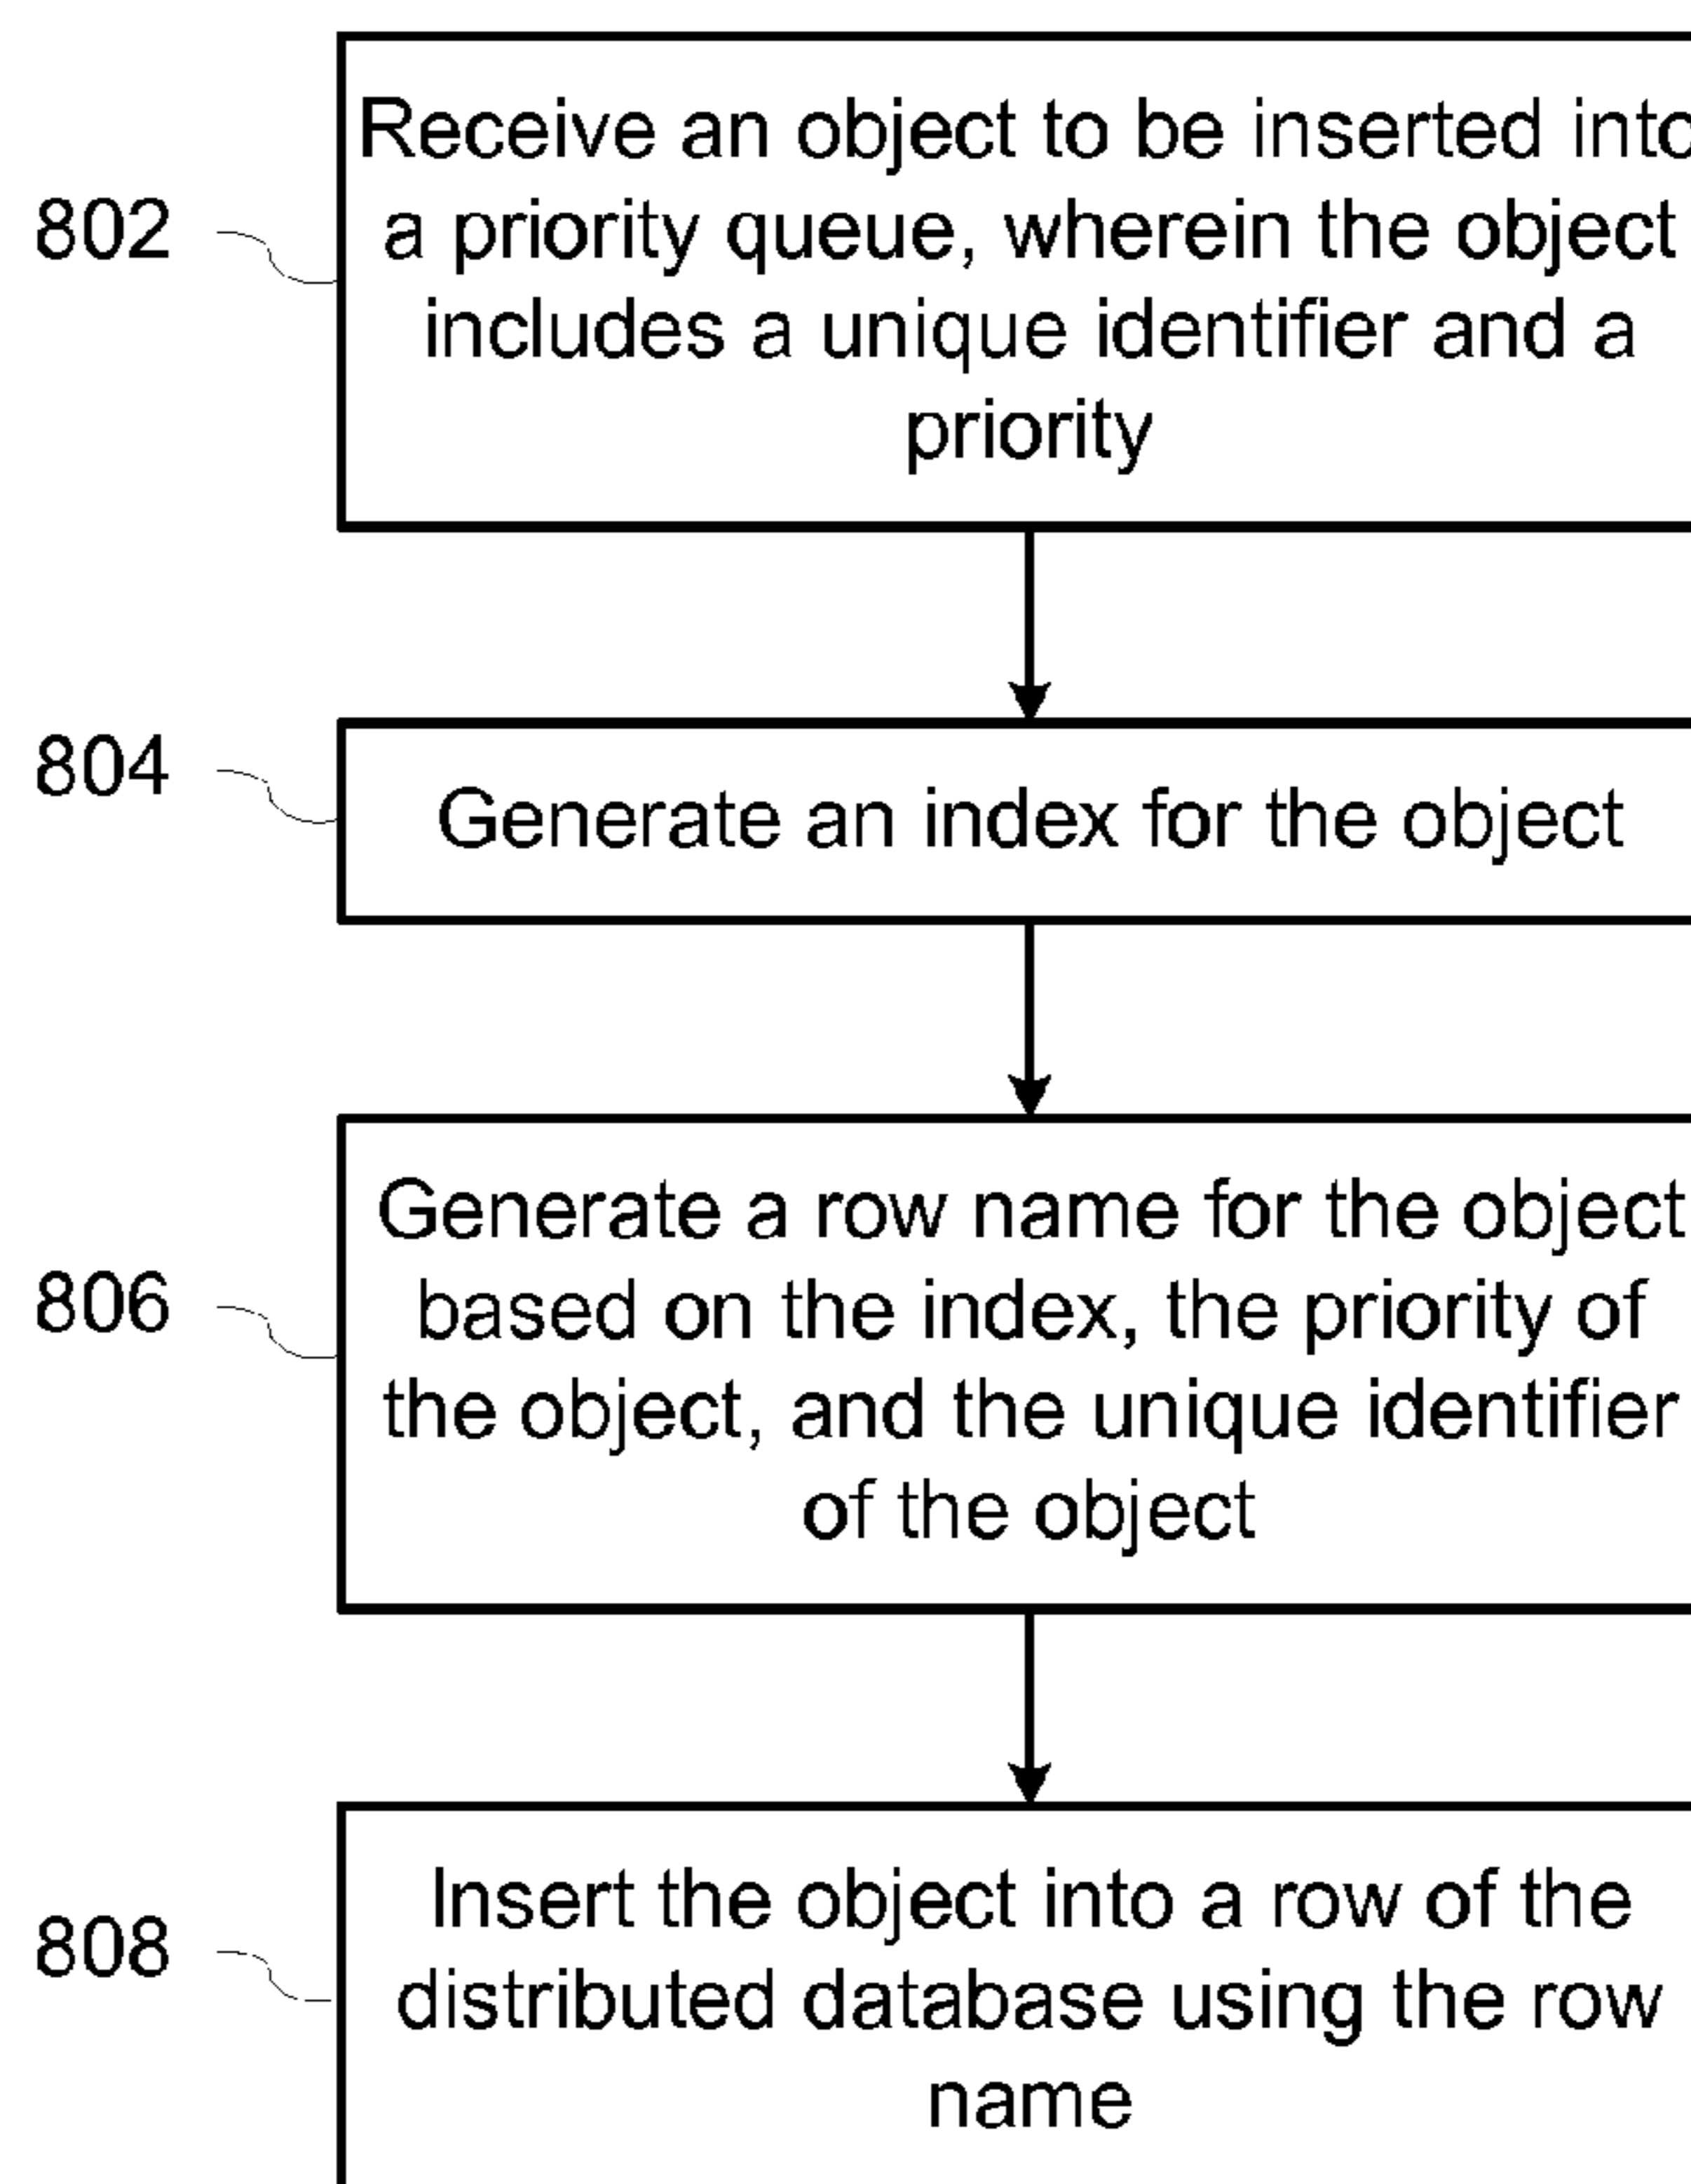 Receive an object to be inserted into
802
a priority queue, wherein the object
includes a unique identifier and a
priority
804
Generate an index for the object
Generate a row name for the object
806
based on the index, the priority of
the object, and the unique identifier
of the object
Insert the object into a row of the
808
distributed database using the row
name